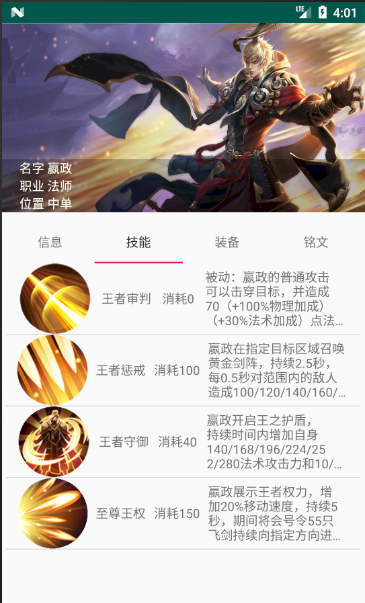 LTE 4:01
名字 嬴政
职业 法师
位置 中单
信息 技能 装备 铭文
王者审判 消耗0
被动：嬴政的普通攻击
可以击穿目标，并造成
70（+100%物理加成）
（+30%法术加成）点法…
王者惩戒 消耗100
嬴政在指定目标区域召唤
黄金剑阵，持续2.5秒，
每0.5秒对范围内的敌人
造成100/120/140/160/…
王者守御 消耗40
嬴政开启王之护盾，
持续时间内增加自身
140/168/196/224/25
2/280法术攻击力和10/…
至尊王权 消耗150
嬴政展示王者权力，增
加20%移动速度，持续5
秒，期间将会号令55只
飞剑持续向指定方向进…